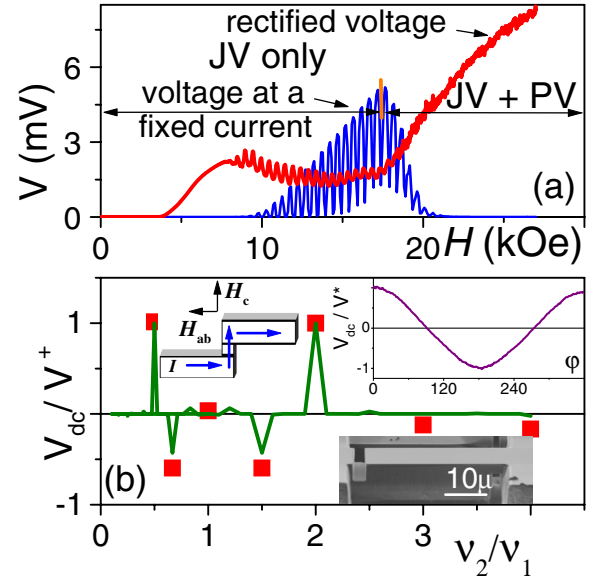 rectified voltage
JV only
voltage at a
fixed current
JV + PV
V (mV)
6
3
0
(a)
0
10
20
H (kOe)
H_c
H_ab
I
V_dc / V^*
0
-1
0
120
240
φ
V_dc / V^+
1
0
-1
(b)
10μ
0
1
2
3
4
ν_2/ν_1